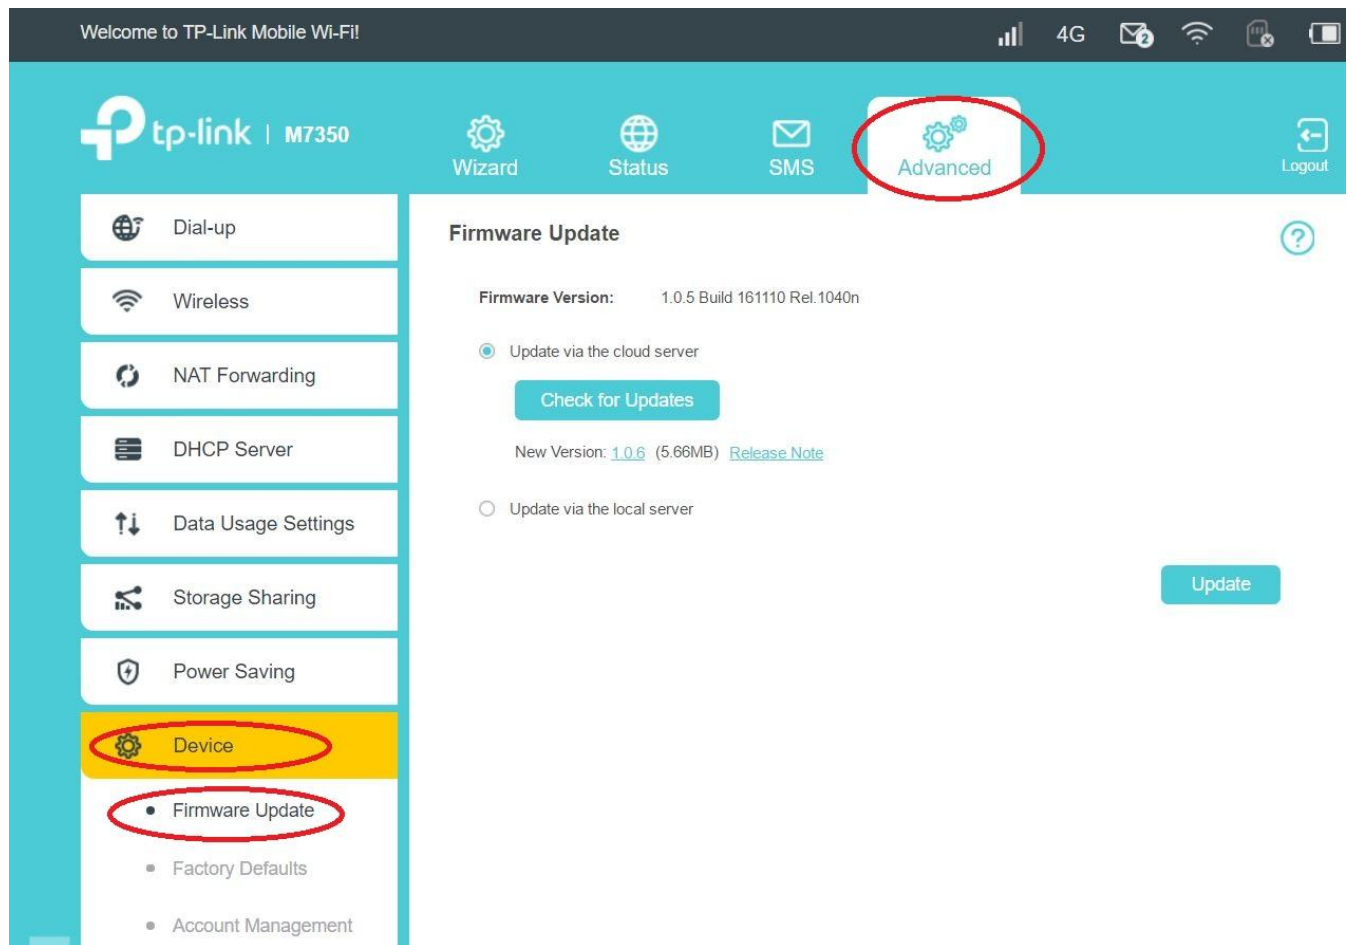 Welcome to TP-Link Mobile Wi-Fi!
4G
2
tp-link | M7350
Wizard
Status
SMS
Advanced
Logout
Dial-up
Wireless
NAT Forwarding
DHCP Server
Data Usage Settings
Storage Sharing
Power Saving
Device
Firmware Update
Factory Defaults
Account Management
Firmware Update
?
Firmware Version: 1.0.5 Build 161110 Rel.1040n
Update via the cloud server
Check for Updates
New Version: 1.0.6 (5.66MB) Release Note
Update via the local server
Update